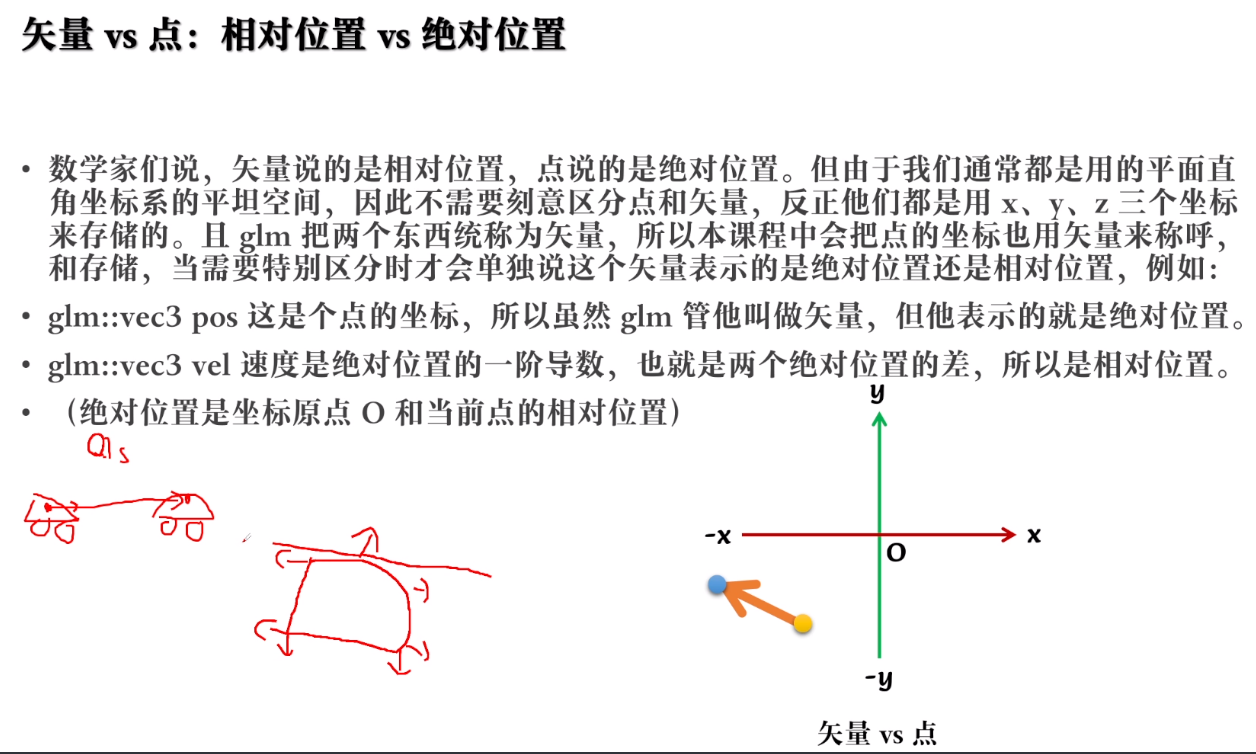 矢量 vs 点：相对位置 vs 绝对位置
• 数学家们说，矢量说的是相对位置，点说的是绝对位置。但由于我们通常都是用的平面直
角坐标系的平坦空间，因此不需要刻意区分点和矢量，反正他们都是用 x、y、z 三个坐标
来存储的。且 glm 把两个东西统称为矢量，所以本课程中会把点的坐标也用矢量来称呼，
和存储，当需要特别区分时才会单独说这个矢量表示的是绝对位置还是相对位置，例如：
• glm::vec3 pos 这是个点的坐标，所以虽然 glm 管他叫做矢量，但他表示的就是绝对位置。
• glm::vec3 vel 速度是绝对位置的一阶导数，也就是两个绝对位置的差，所以是相对位置。
• （绝对位置是坐标原点 O 和当前点的相对位置）
y
-x
x
O
-y
矢量 vs 点